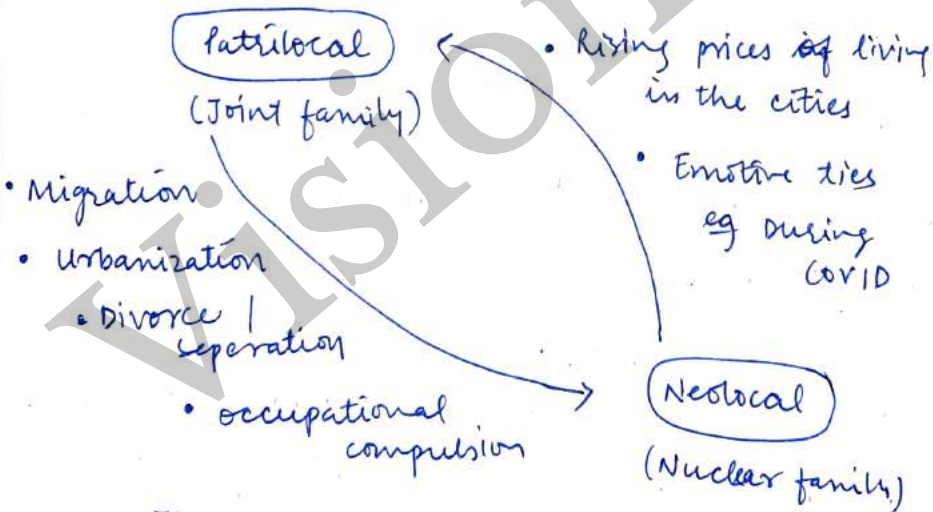 Patrilocal
(Joint family)
• Rising prices of living
in the cities
• Emotive ties
eg During
COVID
• Migration
• Urbanization
• Divorce /
seperation
• occupational
compulsion
Neolocal
(Nuclear family)
Vision